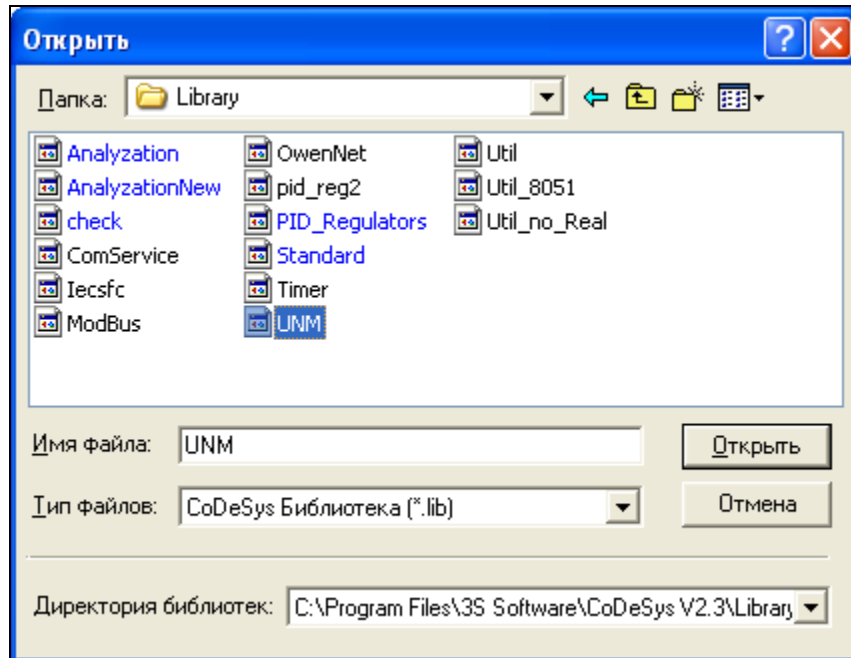 Открыть
Папка: Library
Analyzation OwenNet Util
AnalyzationNew pid_reg2 Util_8051
check PID_Regulators Util_no_Real
ComService Standard
Iecsfc Timer
ModBus UNM
Имя файла: UNM Открыть
Тип файлов: CoDeSys Библиотека (*.lib) Отмена
Директория библиотек: C:\Program Files\3S Software\CoDeSys V2.3\Library